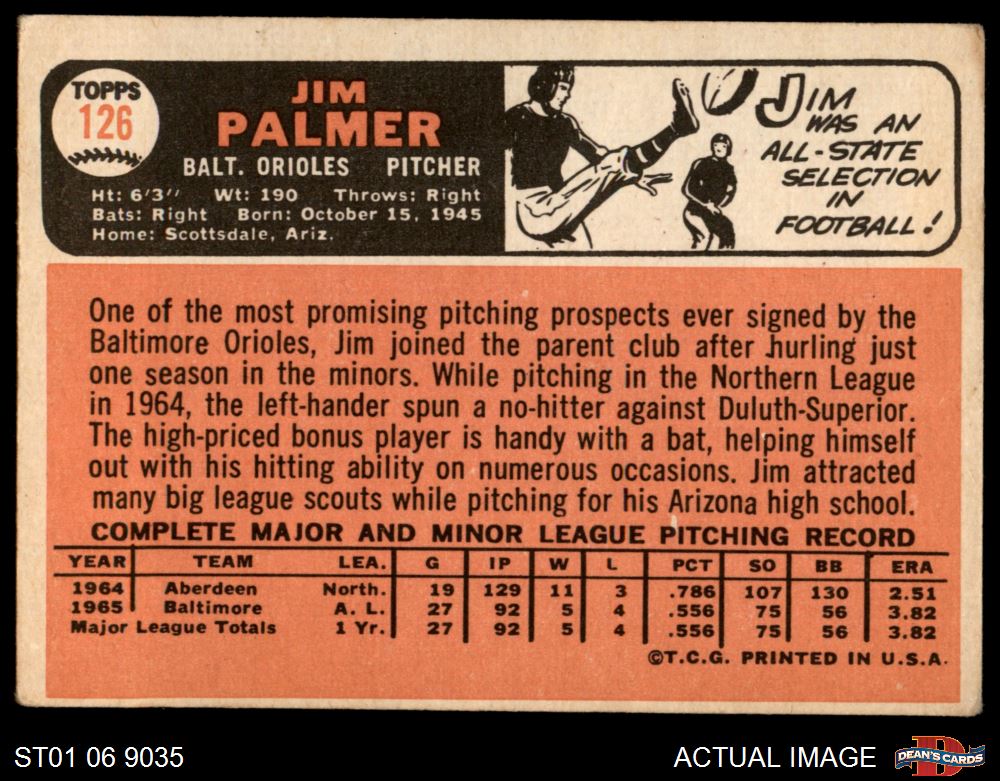 TOPPS
126
JIM
PALMER
BALT. ORIOLES PITCHER
Ht: 6'3" Wt: 190 Throws: Right
Bats: Right Born: October 15, 1945
Home: Scottsdale, Ariz.
JIM
WAS AN
ALL-STATE
SELECTION
IN
FOOTBALL!
One of the most promising pitching prospects ever signed by the
Baltimore Orioles, Jim joined the parent club after hurling just
one season in the minors. While pitching in the Northern League
in 1964, the left-hander spun a no-hitter against Duluth-Superior.
The high-priced bonus player is handy with a bat, helping himself
out with his hitting ability on numerous occasions. Jim attracted
many big league scouts while pitching for his Arizona high school.
COMPLETE MAJOR AND MINOR LEAGUE PITCHING RECORD
YEAR TEAM LEA. G IP W L PCT SO BB ERA
1964 Aberdeen North. 19 129 11 3 .786 107 130 2.51
1965 Baltimore A. L. 27 92 5 4 .556 75 56 3.82
Major League Totals 1 Yr. 27 92 5 4 .556 75 56 3.82
©T.C.G. PRINTED IN U.S.A.
ST01 06 9035
ACTUAL IMAGE
D
DEAN'S CARDS